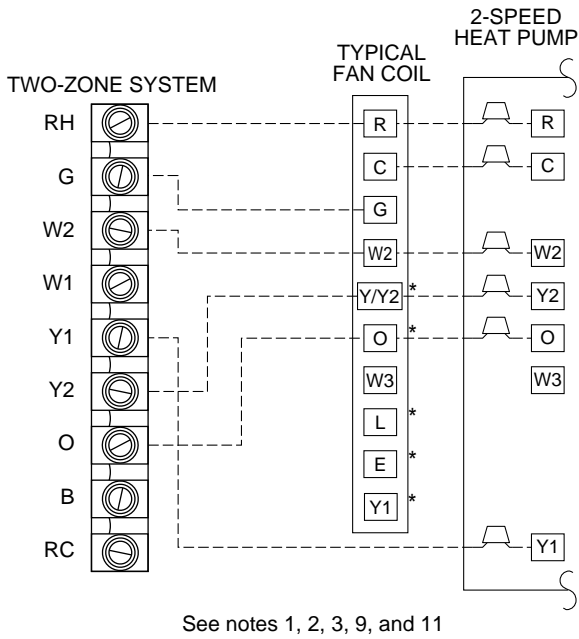 2-SPEED
HEAT PUMP
TYPICAL
FAN COIL
TWO-ZONE SYSTEM
RH
R
R
G
C
C
G
W2
W2
W2
W1
Y/Y2 *
Y2
Y1
O *
O
Y2
W3
W3
L *
O
E *
B
Y1 *
RC
Y1
See notes 1, 2, 3, 9, and 11